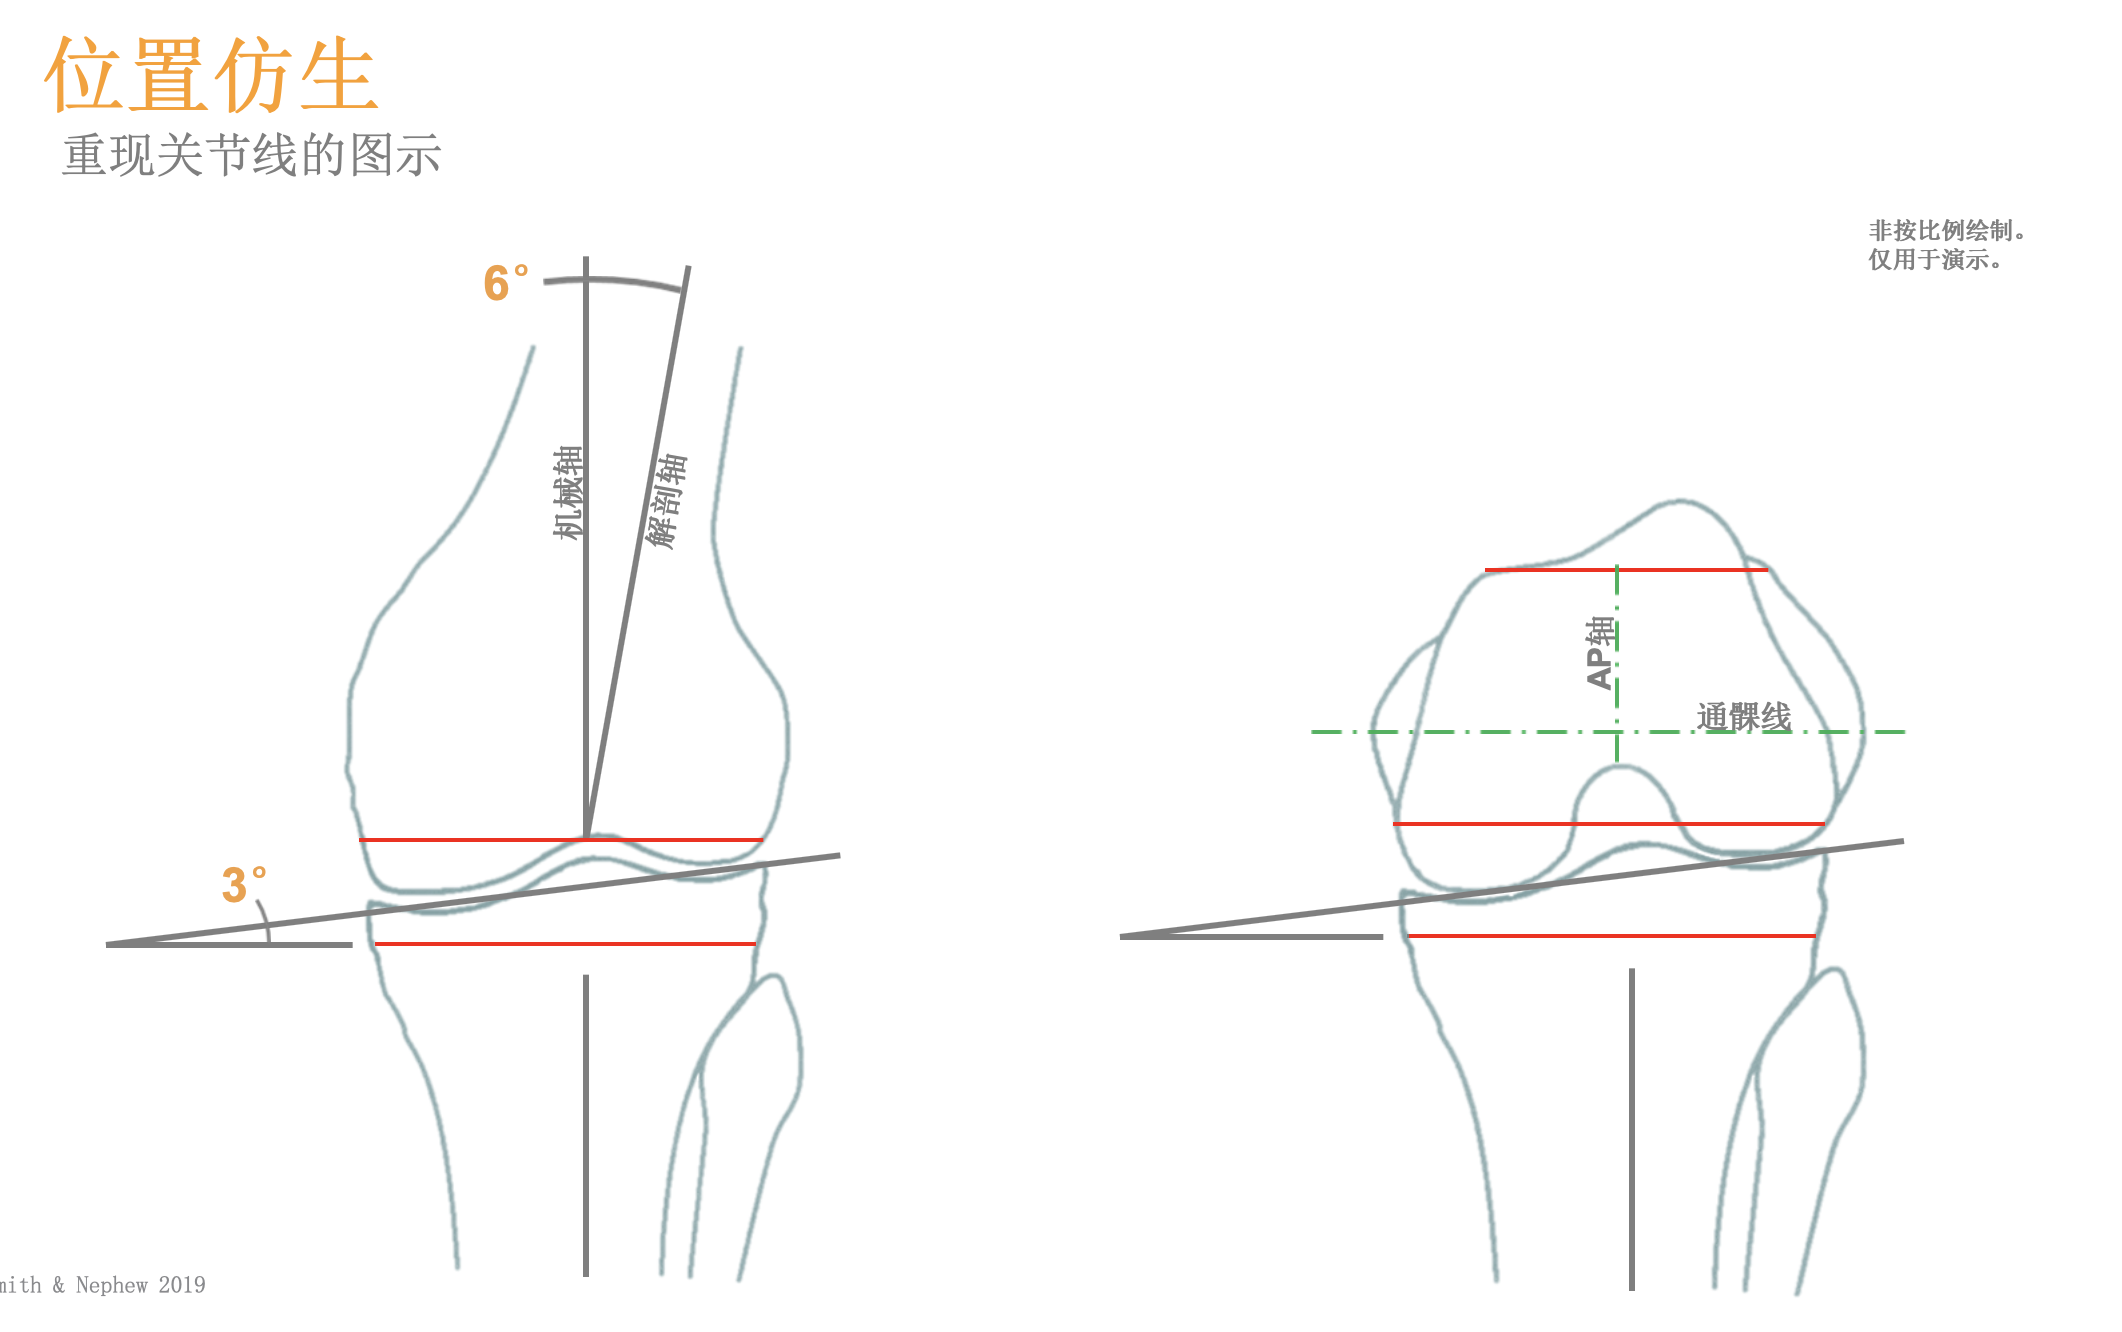 位置仿生
重现关节线的图示
非按比例绘制。
仅用于演示。
6°
机械轴
解剖轴
3°
AP轴
通髁线
mith & Nephew 2019